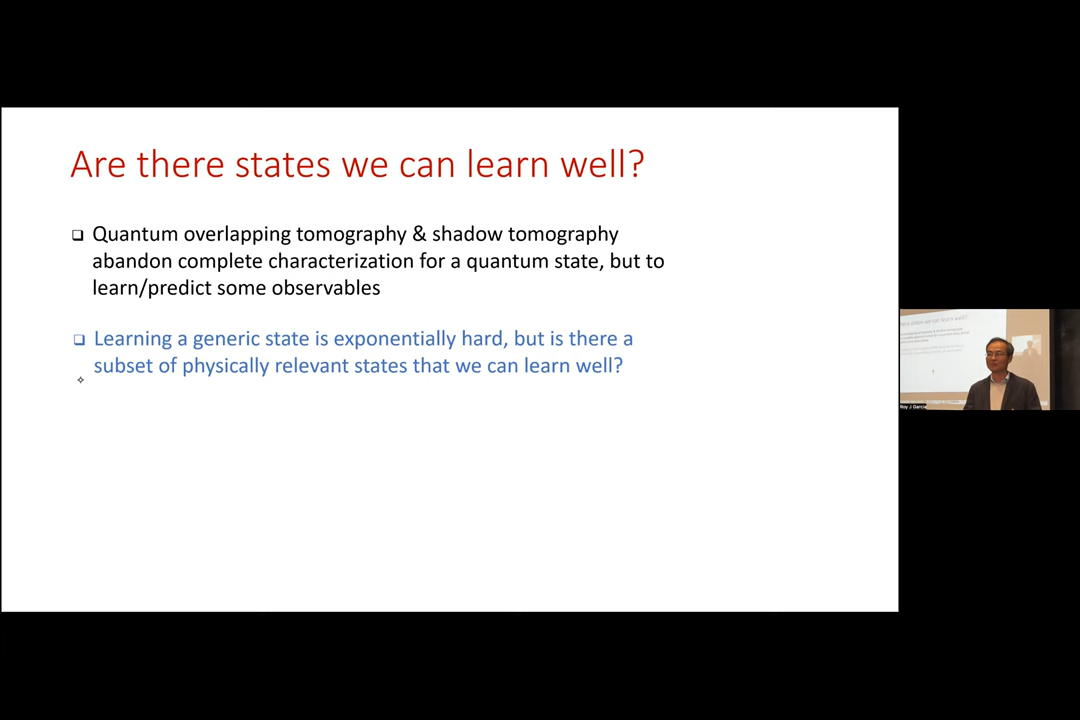 Are there states we can learn well?
Quantum overlapping tomography & shadow tomography
abandon complete characterization for a quantum state, but to
learn/predict some observables
Learning a generic state is exponentially hard, but is there a
subset of physically relevant states that we can learn well?
Roy J Garcia